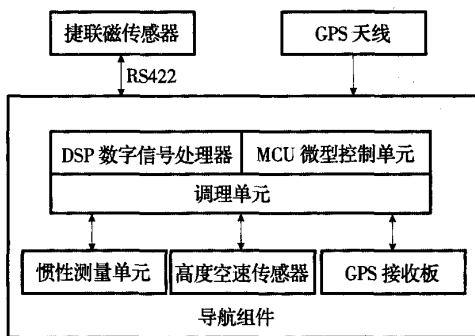 捷联磁传感器
GPS 天线
RS422
DSP 数字信号处理器
MCU 微型控制单元
调理单元
惯性测量单元
高度空速传感器
GPS 接收板
导航组件